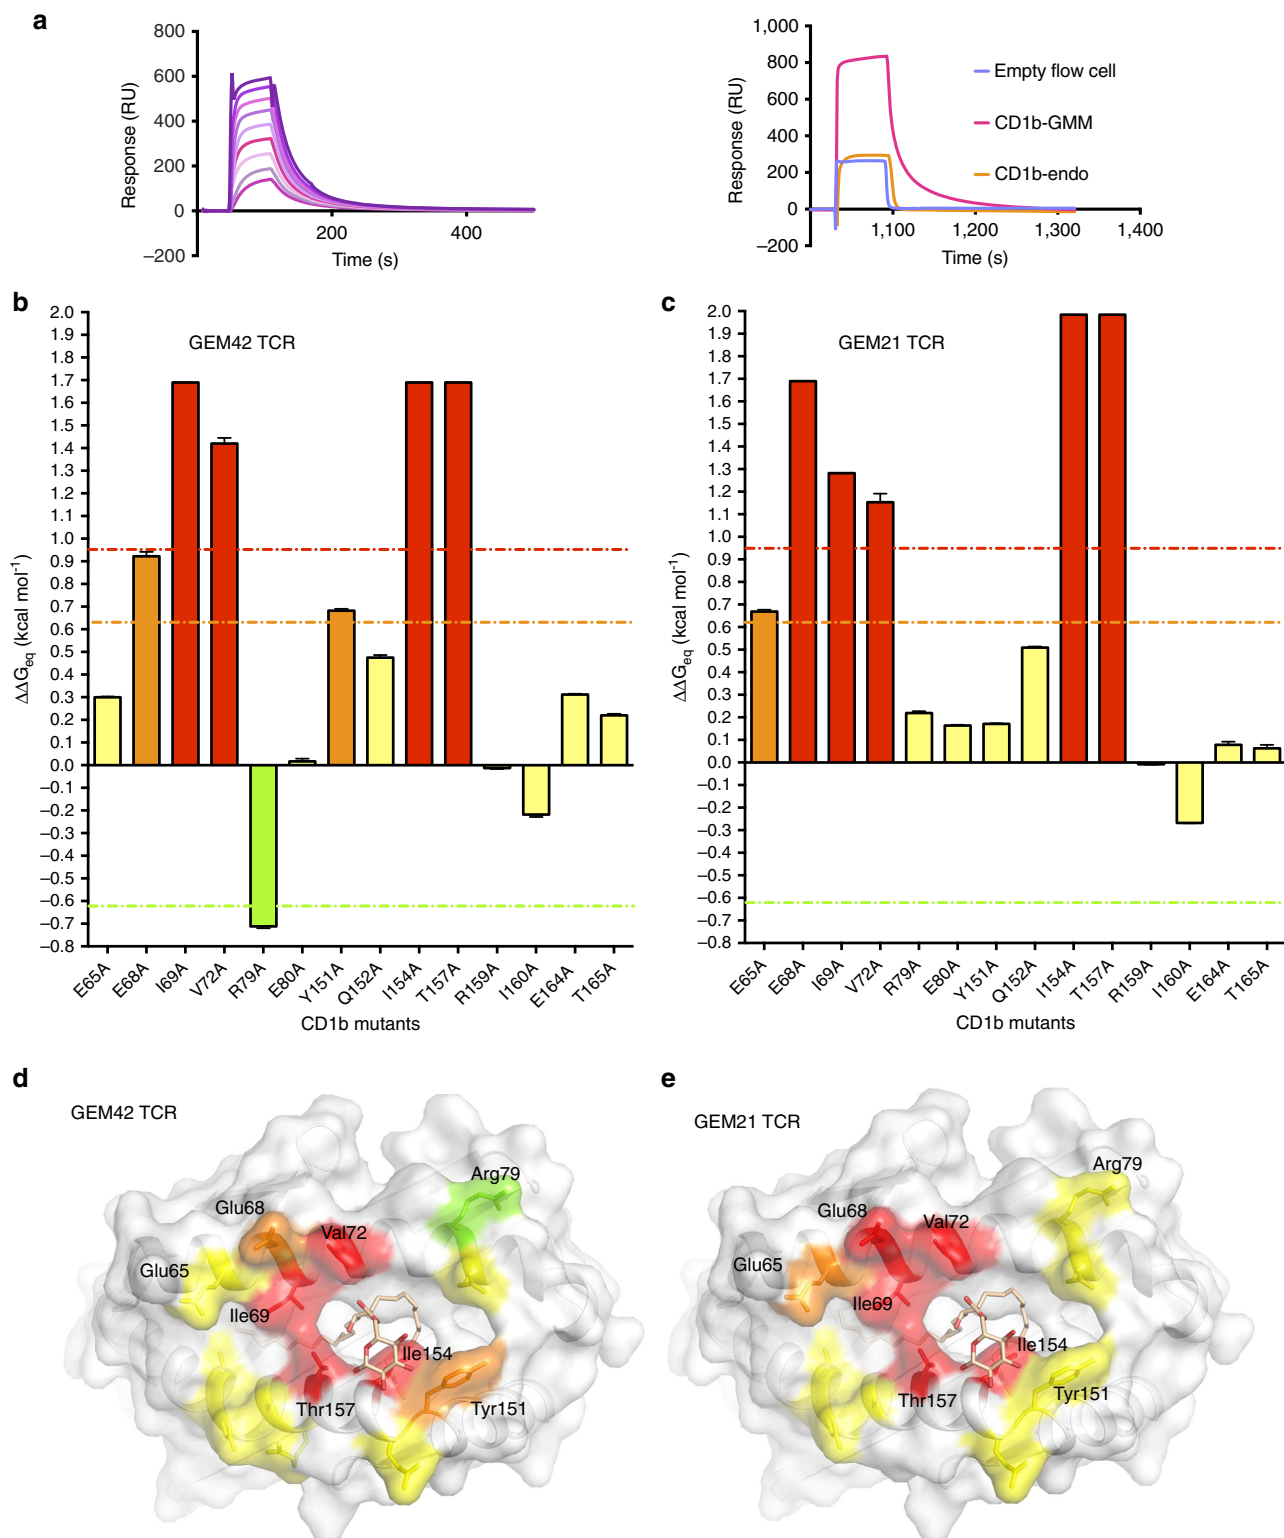 a
800
600
400
200
0
–200
Response (RU)
200
400
Time (s)
1,000
800
600
400
200
0
–200
Response (RU)
1,100
1,200
1,300
1,400
Time (s)
Empty flow cell
CD1b-GMM
CD1b-endo
b
GEM42 TCR
2.0
1.9
1.8
1.7
1.6
1.5
1.4
1.3
1.2
1.1
1.0
0.9
0.8
0.7
0.6
0.5
0.4
0.3
0.2
0.1
0.0
–0.1
–0.2
–0.3
–0.4
–0.5
–0.6
–0.7
–0.8
ΔΔGeq (kcal mol⁻¹)
E65A
E68A
I69A
V72A
R79A
E80A
Y151A
Q152A
I154A
T157A
R159A
I160A
E164A
T165A
CD1b mutants
c
GEM21 TCR
2.0
1.9
1.8
1.7
1.6
1.5
1.4
1.3
1.2
1.1
1.0
0.9
0.8
0.7
0.6
0.5
0.4
0.3
0.2
0.1
0.0
–0.1
–0.2
–0.3
–0.4
–0.5
–0.6
–0.7
–0.8
ΔΔGeq (kcal mol⁻¹)
E65A
E68A
I69A
V72A
R79A
E80A
Y151A
Q152A
I154A
T157A
R159A
I160A
E164A
T165A
CD1b mutants
d
GEM42 TCR
Arg79
Glu68
Val72
Glu65
Ile69
Ile154
Thr157
Tyr151
e
GEM21 TCR
Arg79
Glu68
Val72
Glu65
Ile69
Ile154
Thr157
Tyr151